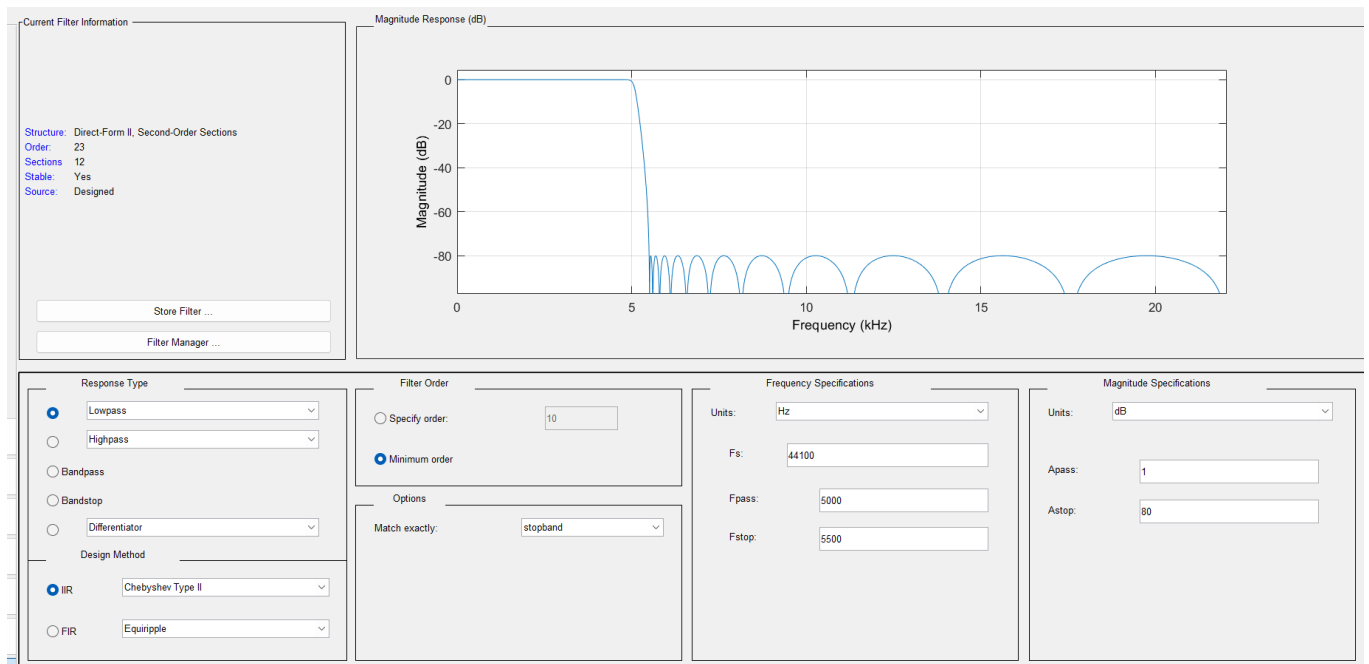 Current Filter Information
Structure: Direct-Form II, Second-Order Sections
Order: 23
Sections 12
Stable: Yes
Source: Designed
Store Filter ...
Filter Manager ...
Magnitude Response (dB)
Magnitude (dB)
0
-20
-40
-60
-80
0 5 10 15 20
Frequency (kHz)
Response Type
Lowpass
Highpass
Bandpass
Bandstop
Differentiator
Design Method
IIR Chebyshev Type II
FIR Equiripple
Filter Order
Specify order: 10
Minimum order
Options
Match exactly: stopband
Frequency Specifications
Units: Hz
Fs: 44100
Fpass: 5000
Fstop: 5500
Magnitude Specifications
Units: dB
Apass: 1
Astop: 80